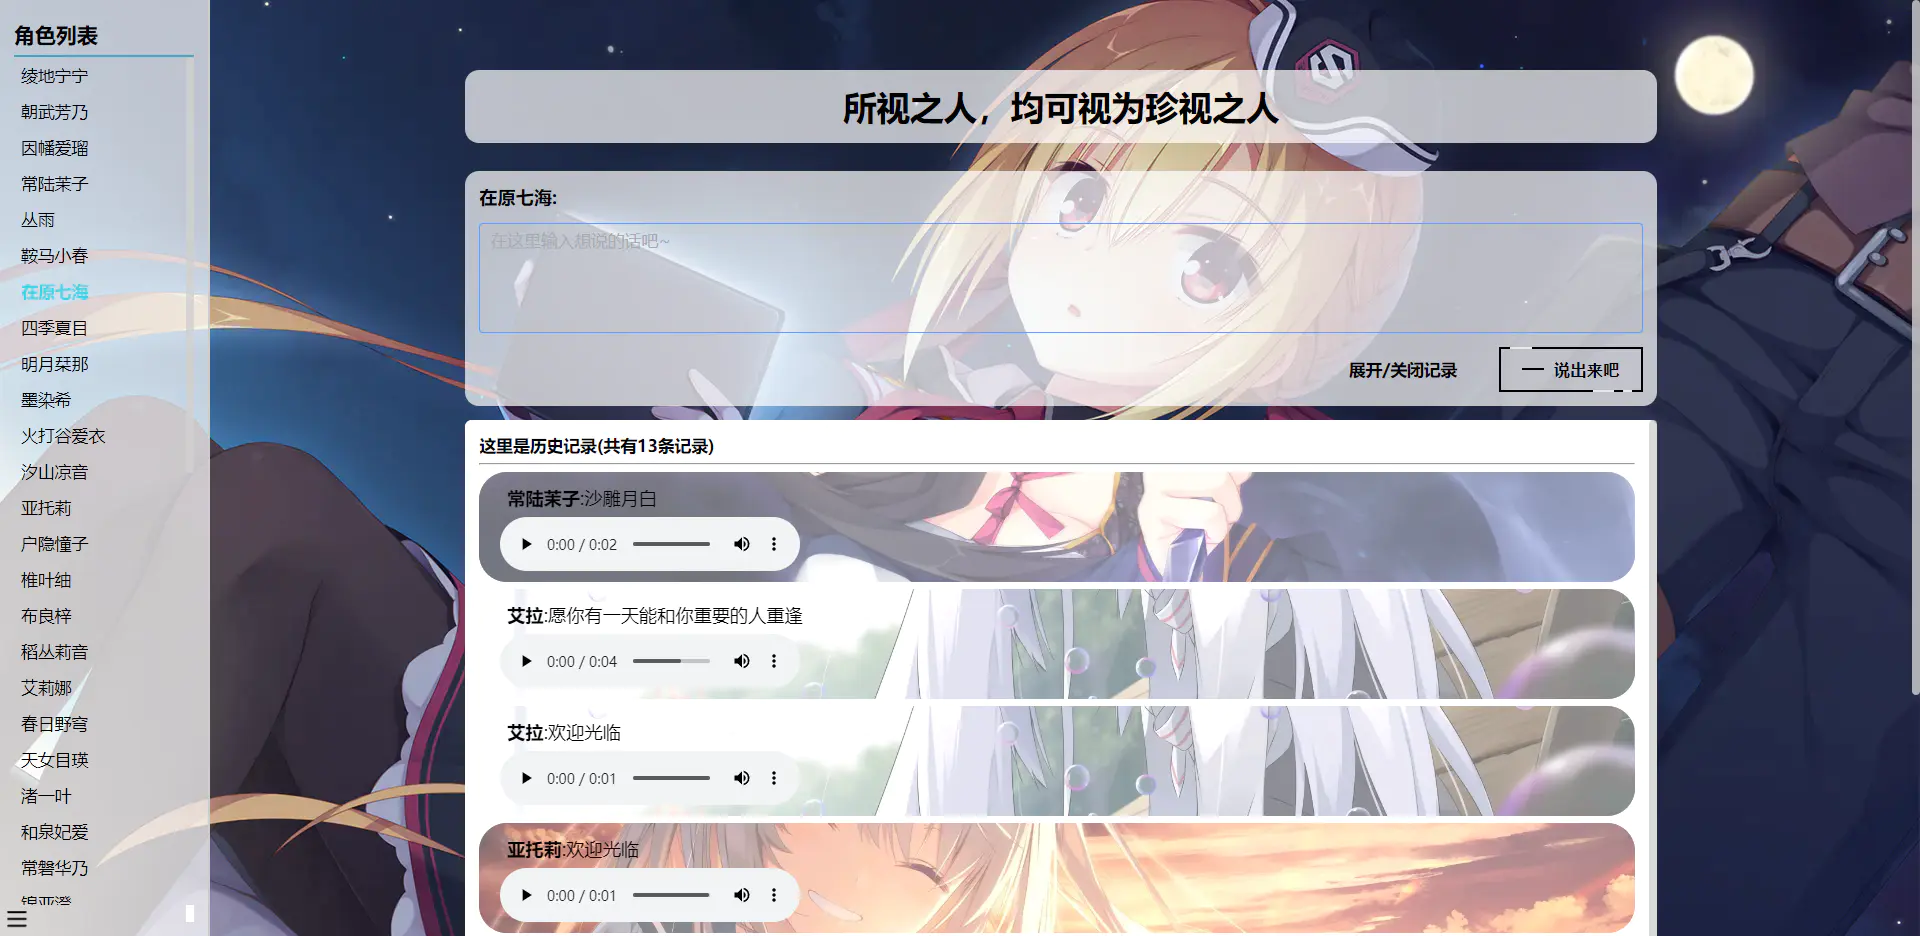 角色列表
绫地宁宁
朝武芳乃
因幡爱瑠
常陆茉子
丛雨
鞍马小春
在原七海
四季夏目
明月栞那
墨染希
火打谷爱衣
汐山凉音
亚托莉
户隐憧子
椎叶䌷
布良梓
稻丛莉音
艾莉娜
春日野穹
天女目瑛
渚一叶
和泉妃爱
常磐华乃
锦亚澄
所视之人，均可视为珍视之人
在原七海:
在这里输入想说的话吧~
展开/关闭记录
说出来吧
这里是历史记录(共有13条记录)
常陆茉子:沙雕月白
0:00 / 0:02
艾拉:愿你有一天能和你重要的人重逢
0:00 / 0:04
艾拉:欢迎光临
0:00 / 0:01
亚托莉:欢迎光临
0:00 / 0:01